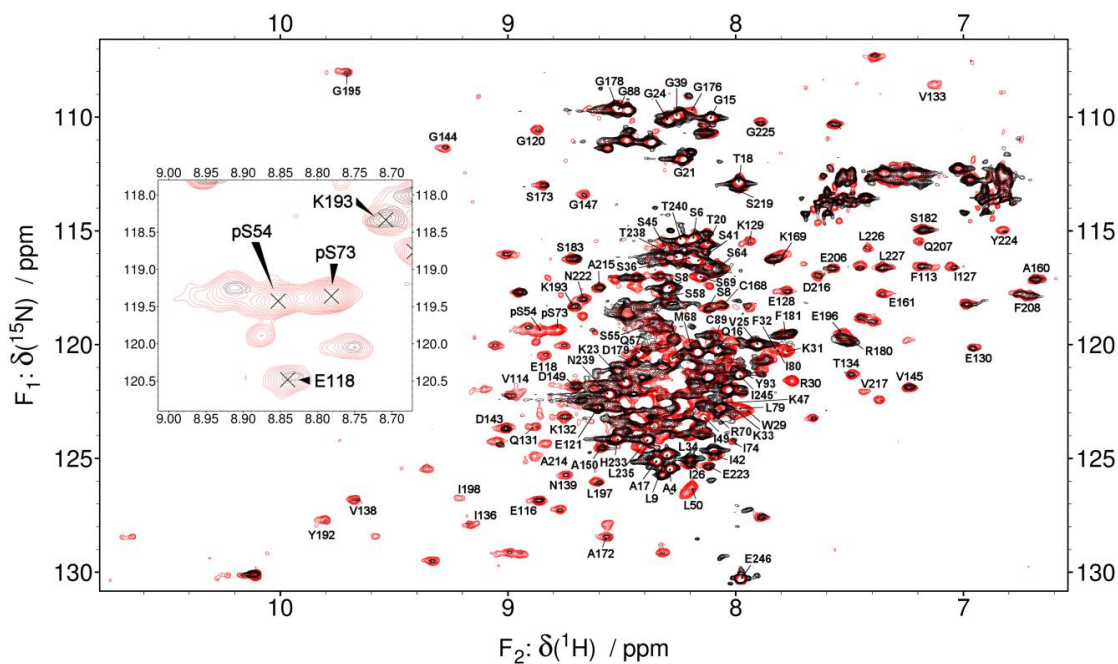 10 9 8 7
G178 G39 G176
G195 G88 G24 G15
V133
110 G120 G225 110
G144
9.00 8.95 8.90 8.85 8.80 8.75 8.70
118.0 118.0
K193
pS54
118.5 118.5
pS73
119.0 119.0
119.5 119.5
120.0 120.0
E118
120.5 120.5
9.00 8.95 8.90 8.85 8.80 8.75 8.70
G21 T18
S173 G147 S219
T240 S6
S45 T20 K129 S182
T238 S41 L226 Q207 Y224
115 115
S183 A215 S36 S8 S64 K169 E206 L227 F113 I127 A160
N222 S69 D216
K193 S58 S8 C168 E128 E161 F208
pS54 pS73 M68 C89 V25 F32 F181 E196
S55 Q57 Q16 K31 R180 E130
120 120
E118 K23 D179 I80 T134
N239 Y93 R30 V217 V145
V114 D149 I245 K47
K132 L79
D143 E121 W29
Q131 R70 K33
I49 I74
125 A214 A150 H233 L34 I42 125
L235 I26 E223
N139 A17 A4
L197 L9 L50
I198
V138 E116
I136
Y192
A172
E246
130 130
10 9 8 7
F1: δ(15N) / ppm
F2: δ(1H) / ppm